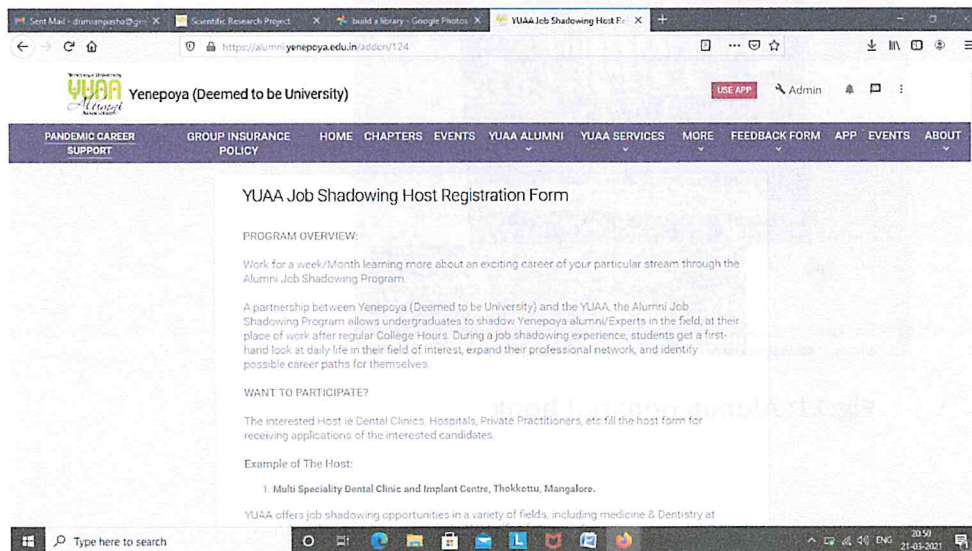 Sent Mail - drimranpasha@gm
Scientific Research Project
build a library - Google Photos
YUAA Job Shadowing Host Re
https://alumni.yenepoya.edu.in/addon/124
Yenepoya University
YUAA
Alumni
Association
Yenepoya (Deemed to be University)
USE APP
Admin
PANDEMIC CAREER SUPPORT
GROUP INSURANCE POLICY
HOME CHAPTERS EVENTS YUAA ALUMNI YUAA SERVICES MORE FEEDBACK FORM APP EVENTS ABOUT
YUAA Job Shadowing Host Registration Form
PROGRAM OVERVIEW:
Work for a week/Month learning more about an exciting career of your particular stream through the
Alumni Job Shadowing Program.
A partnership between Yenepoya (Deemed to be University) and the YUAA, the Alumni Job
Shadowing Program allows undergraduates to shadow Yenepoya alumni/Experts in the field, at their
place of work after regular College Hours. During a job shadowing experience, students get a first-
hand look at daily life in their field of interest, expand their professional network, and identify
possible career paths for themselves.
WANT TO PARTICIPATE?
The interested Host ie Dental Clinics, Hospitals, Private Practitioners, etc fill the host form for
receiving applications of the interested candidates.
Example of The Host:
1. Multi Speciality Dental Clinic and Implant Centre, Thokkottu, Mangalore.
YUAA offers job shadowing opportunities in a variety of fields, including medicine & Dentistry at
Type here to search
ENG
20:50
21-03-2021